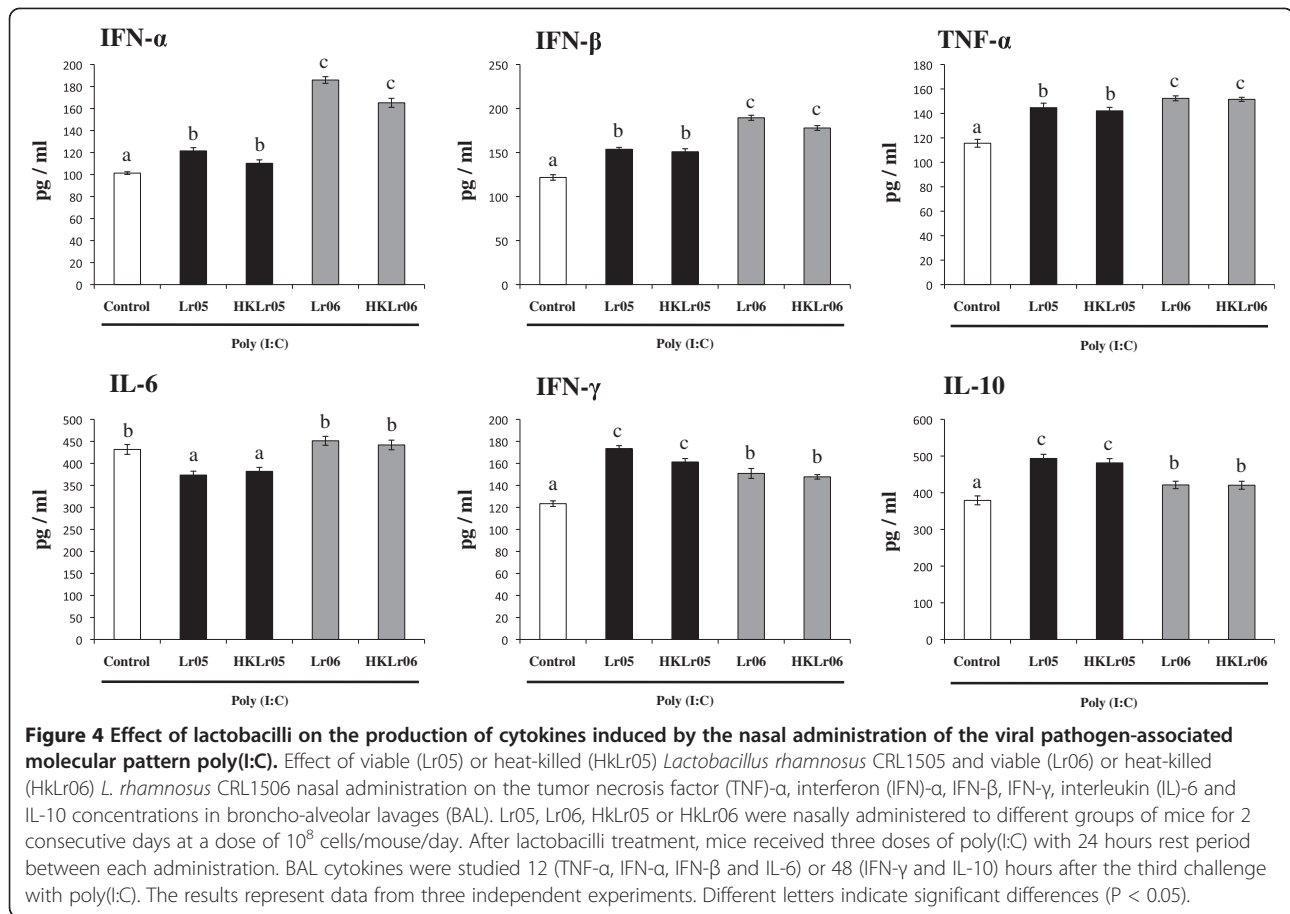 IFN-α
pg / ml
200
180
160
140
120
100
80
60
40
20
0
a
b
b
c
c
Control Lr05 HKLr05 Lr06 HKLr06
Poly (I:C)
IFN-β
pg / ml
250
200
150
100
50
0
a
b
b
c
c
Control Lr05 HKLr05 Lr06 HKLr06
Poly (I:C)
TNF-α
pg / ml
180
160
140
120
100
80
60
40
20
0
a
b
b
c
c
Control Lr05 HKLr05 Lr06 HKLr06
Poly (I:C)
IL-6
pg / ml
500
450
400
350
300
250
200
150
100
50
0
b
a
a
b
b
Control Lr05 HKLr05 Lr06 HKLr06
Poly (I:C)
IFN-γ
pg / ml
200
180
160
140
120
100
80
60
40
20
0
a
c
c
b
b
Control Lr05 HKLr05 Lr06 HKLr06
Poly (I:C)
IL-10
pg / ml
600
500
400
300
200
100
0
a
c
c
b
b
Control Lr05 HKLr05 Lr06 HKLr06
Poly (I:C)
Figure 4 Effect of lactobacilli on the production of cytokines induced by the nasal administration of the viral pathogen-associated
molecular pattern poly(I:C). Effect of viable (Lr05) or heat-killed (HkLr05) Lactobacillus rhamnosus CRL1505 and viable (Lr06) or heat-killed
(HkLr06) L. rhamnosus CRL1506 nasal administration on the tumor necrosis factor (TNF)-α, interferon (IFN)-α, IFN-β, IFN-γ, interleukin (IL)-6 and
IL-10 concentrations in broncho-alveolar lavages (BAL). Lr05, Lr06, HkLr05 or HkLr06 were nasally administered to different groups of mice for 2
consecutive days at a dose of 10⁸ cells/mouse/day. After lactobacilli treatment, mice received three doses of poly(I:C) with 24 hours rest period
between each administration. BAL cytokines were studied 12 (TNF-α, IFN-α, IFN-β and IL-6) or 48 (IFN-γ and IL-10) hours after the third challenge
with poly(I:C). The results represent data from three independent experiments. Different letters indicate significant differences (P < 0.05).